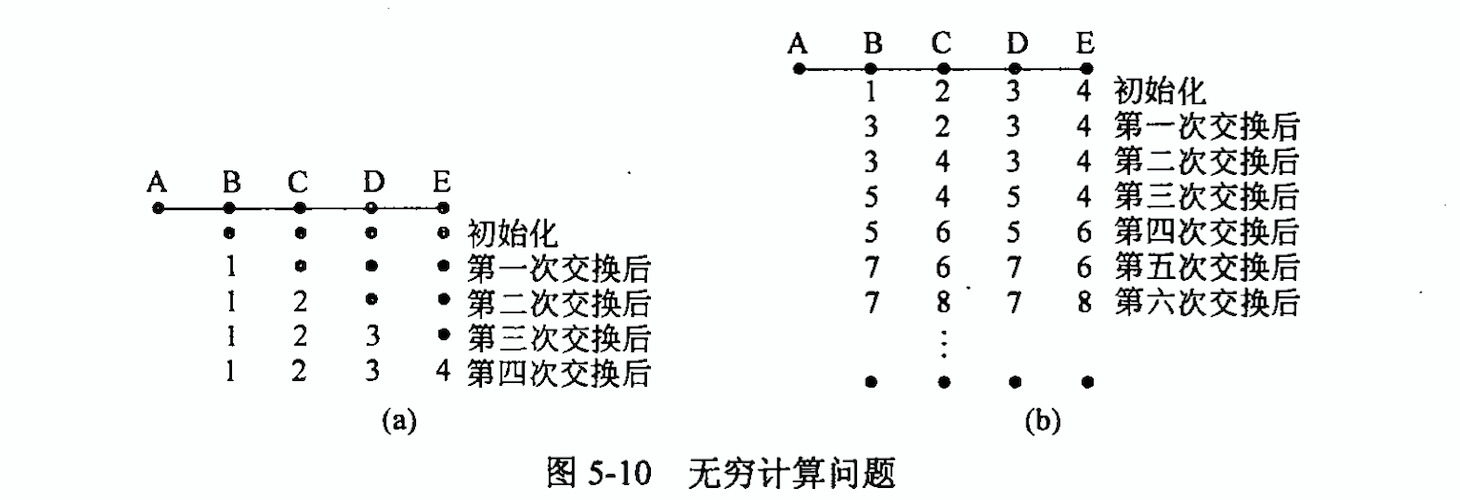 A B C D E
• • • • 初始化
1 • • • 第一次交换后
1 2 • • 第二次交换后
1 2 3 • 第三次交换后
1 2 3 4 第四次交换后
(a)
A B C D E
1 2 3 4 初始化
3 2 3 4 第一次交换后
3 4 3 4 第二次交换后
5 4 5 4 第三次交换后
5 6 5 6 第四次交换后
7 6 7 6 第五次交换后
7 8 7 8 第六次交换后
⋮
• • • •
(b)
图 5-10 无穷计算问题